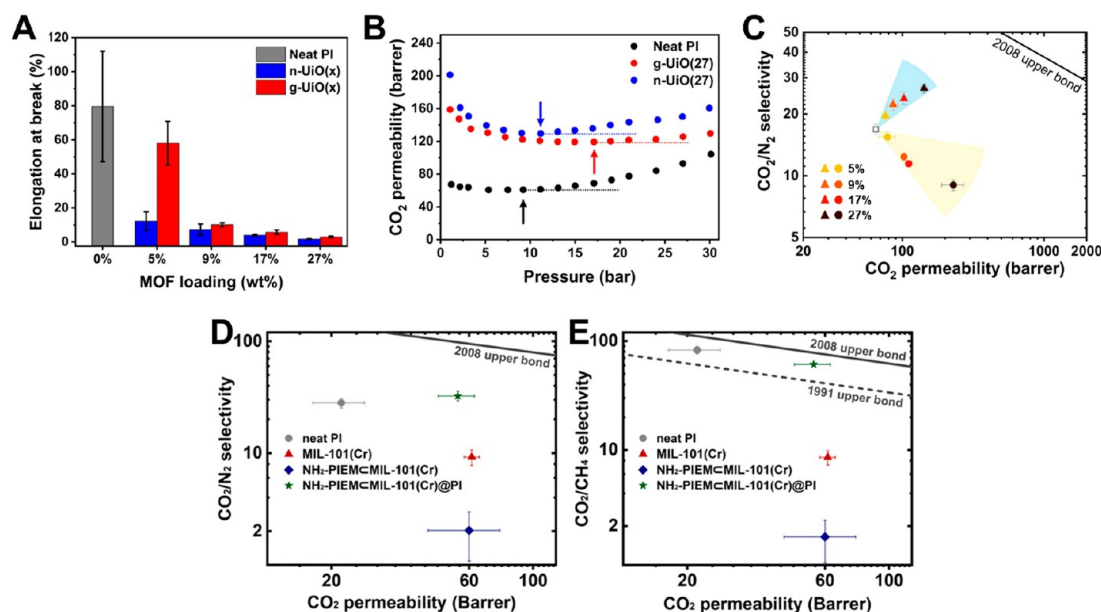 A
Elongation at break (%)
120
100
80
60
40
20
0
Neat PI
n-UiO(x)
g-UiO(x)
0%
5%
9%
17%
27%
MOF loading (wt%)
B
CO₂ permeability (barrer)
240
200
160
120
80
40
0
Neat PI
g-UiO(27)
n-UiO(27)
0
5
10
15
20
25
30
Pressure (bar)
C
CO₂/N₂ selectivity
50
40
30
20
10
5
2008 upper bond
5%
9%
17%
27%
20
100
1000
2000
CO₂ permeability (barrer)
D
CO₂/N₂ selectivity
100
10
2
2008 upper bond
neat PI
MIL-101(Cr)
NH₂-PIEM⊂MIL-101(Cr)
NH₂-PIEM⊂MIL-101(Cr)@PI
20
60
100
CO₂ permeability (Barrer)
E
CO₂/CH₄ selectivity
100
10
2
2008 upper bond
1991 upper bond
neat PI
MIL-101(Cr)
NH₂-PIEM⊂MIL-101(Cr)
NH₂-PIEM⊂MIL-101(Cr)@PI
20
60
100
CO₂ permeability (Barrer)